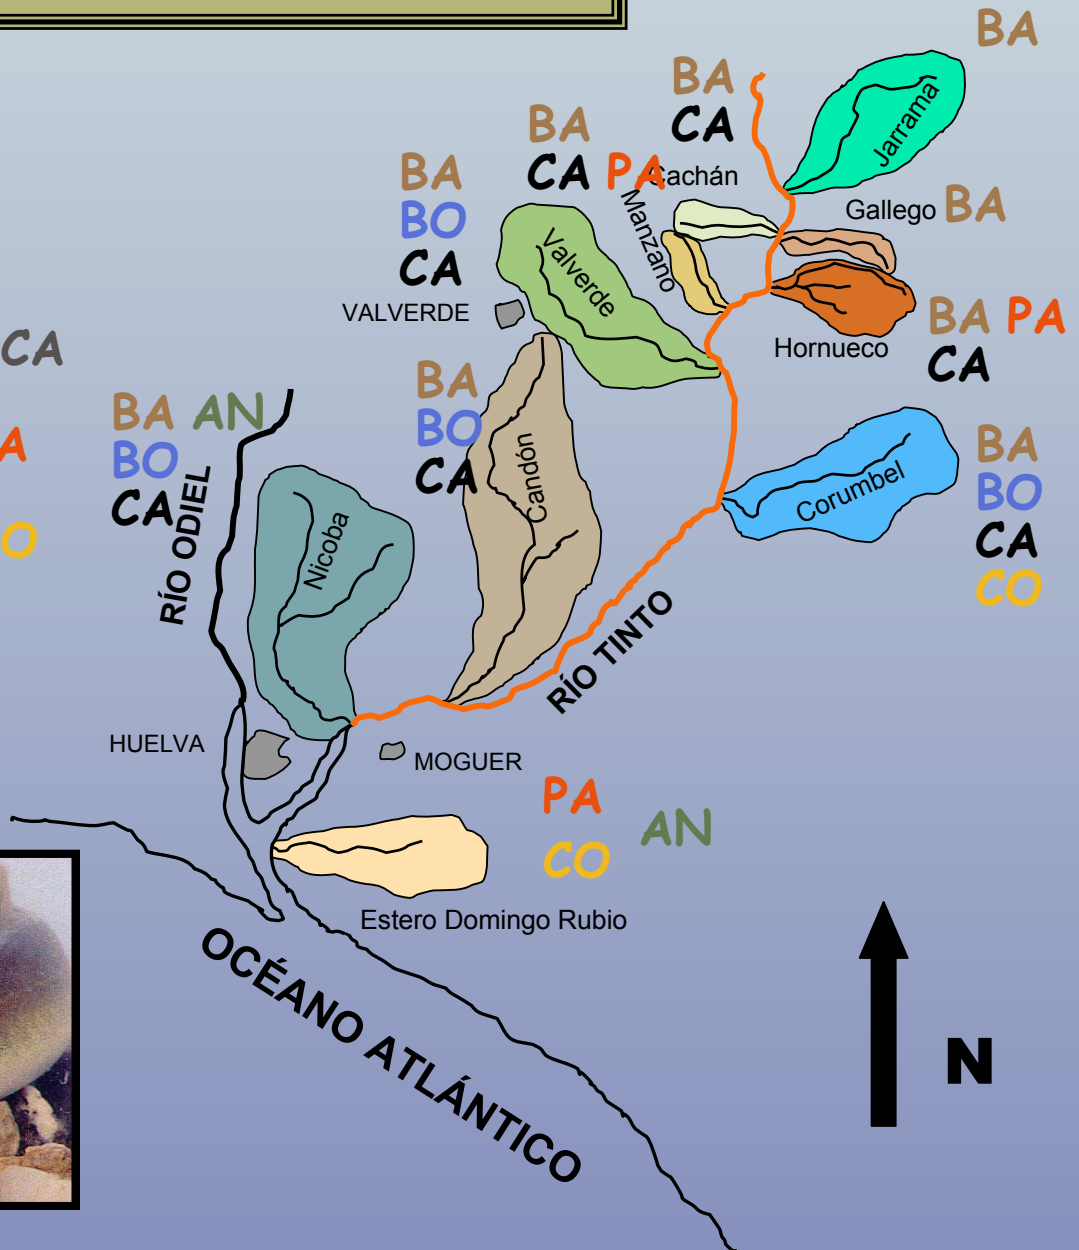 BA
Jarrama
BA
CA
Cachán
BA
CA PA
Manzano
Gallego BA
BA
BO
CA
Valverde
VALVERDE
Hornueco
BA PA
CA
CA
BA AN
BO
CA
A
O
RÍO ODIEL
Nicoba
BA
BO
CA
Candón
Corumbel
BA
BO
CA
CO
RÍO TINTO
HUELVA
MOGUER
PA
CO
AN
Estero Domingo Rubio
OCÉANO ATLÁNTICO
N